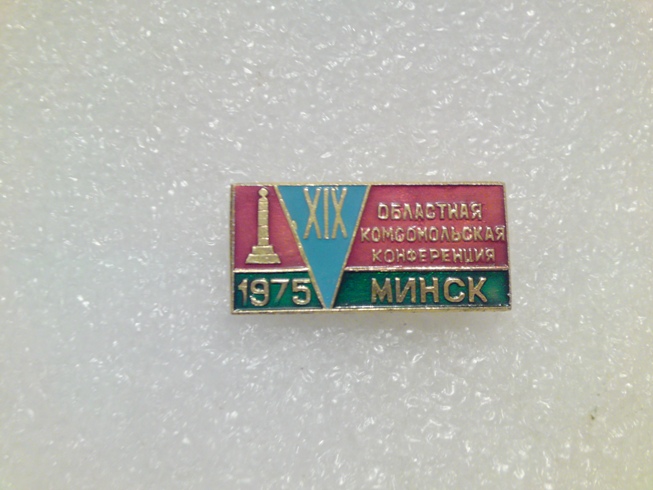 XIX
ОБЛАСТНАЯ
КОМСОМОЛЬСКАЯ
КОНФЕРЕНЦИЯ
1975 МИНСК